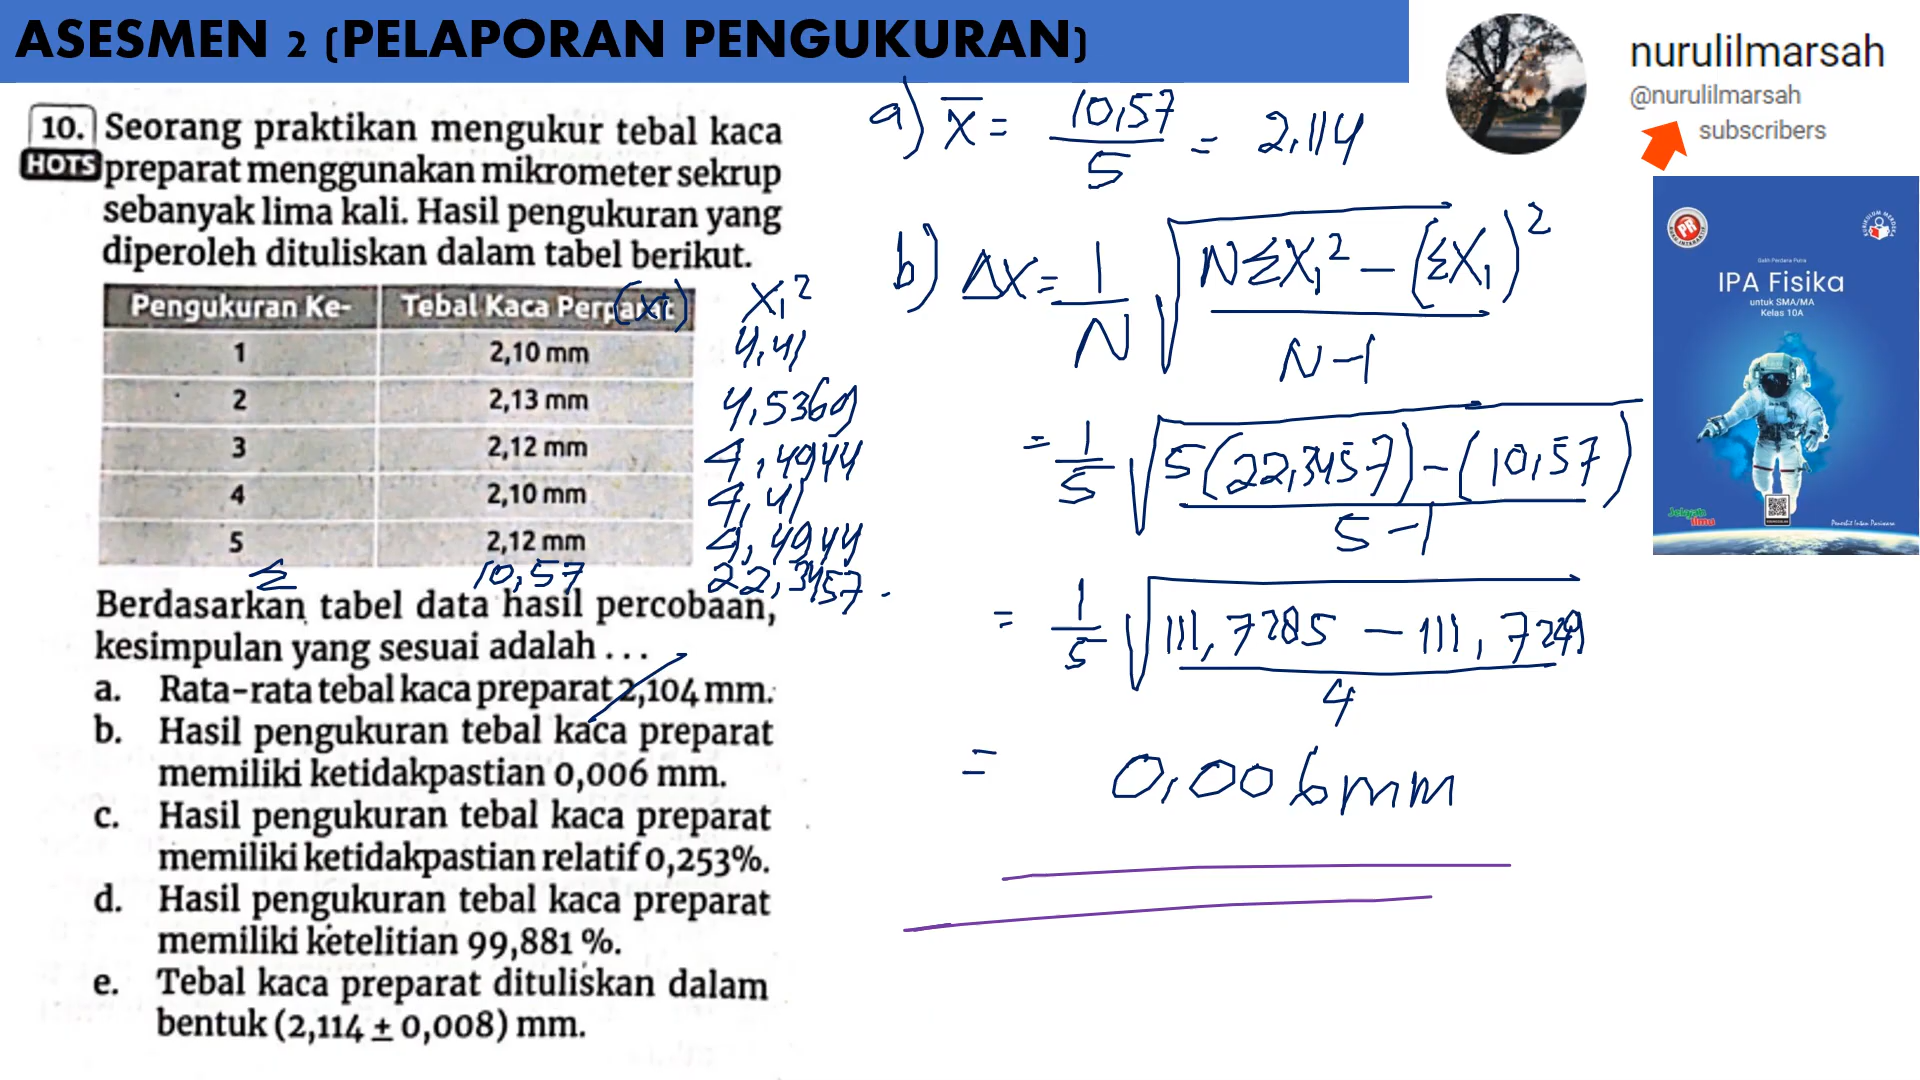 ASESMEN 2 (PELAPORAN PENGUKURAN)
nurulilmarsah
@nurulilmarsah
subscribers
10. Seorang praktikan mengukur tebal kaca
HOTS preparat menggunakan mikrometer sekrup
sebanyak lima kali. Hasil pengukuran yang
diperoleh dituliskan dalam tabel berikut.
Pengukuran Ke- Tebal Kaca (xi) xi²
1 2,10 mm 4,41
2 2,13 mm 4,5369
3 2,12 mm 4,4944
4 2,10 mm 4,41
5 2,12 mm 4,4944
Σ 10,57 22,3457
Berdasarkan tabel data hasil percobaan,
kesimpulan yang sesuai adalah . . .
a. Rata-rata tebal kaca preparat 2,104 mm.
b. Hasil pengukuran tebal kaca preparat
memiliki ketidakpastian 0,006 mm.
c. Hasil pengukuran tebal kaca preparat
memiliki ketidakpastian relatif 0,253%.
d. Hasil pengukuran tebal kaca preparat
memiliki ketelitian 99,881 %.
e. Tebal kaca preparat dituliskan dalam
bentuk (2,114 ± 0,008) mm.
a) x̄ = 10,57 / 5 = 2,114
b) Δx = 1/N √ NΣxi² − (Σxi)² / N−1
= 1/5 √ 5(22,3457) − (10,57) / 5−1
= 1/5 √ 111,7285 − 111,7249 / 4
= 0,006 mm
PR
IPA Fisika
untuk SMA/MA
Kelas 10A
Jelajah
Ilmu
Penerbit Intan Pariwara